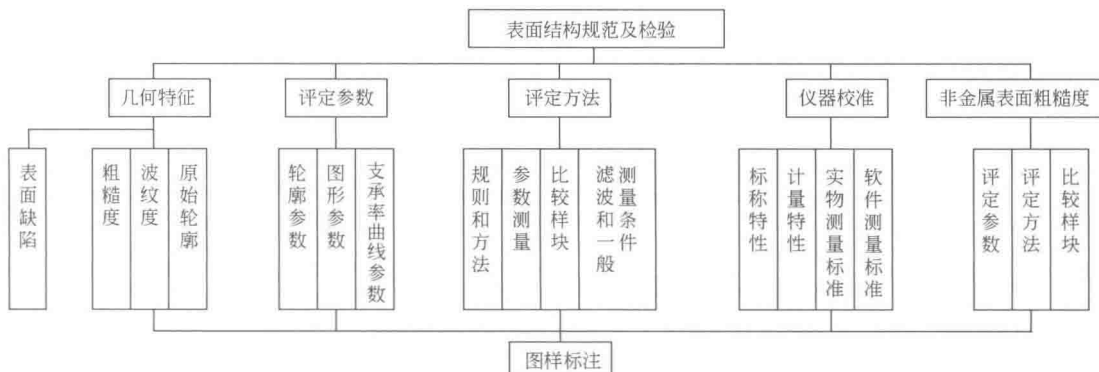 表面结构规范及检验
几何特征
评定参数
评定方法
仪器校准
非金属表面粗糙度
表面缺陷
粗糙度
波纹度
原始轮廓
轮廓参数
图形参数
支承率曲线参数
规则和方法
参数测量
比较样块
滤波和一般
测量条件
标称特性
计量特性
实物测量标准
软件测量标准
评定参数
评定方法
比较样块
图样标注